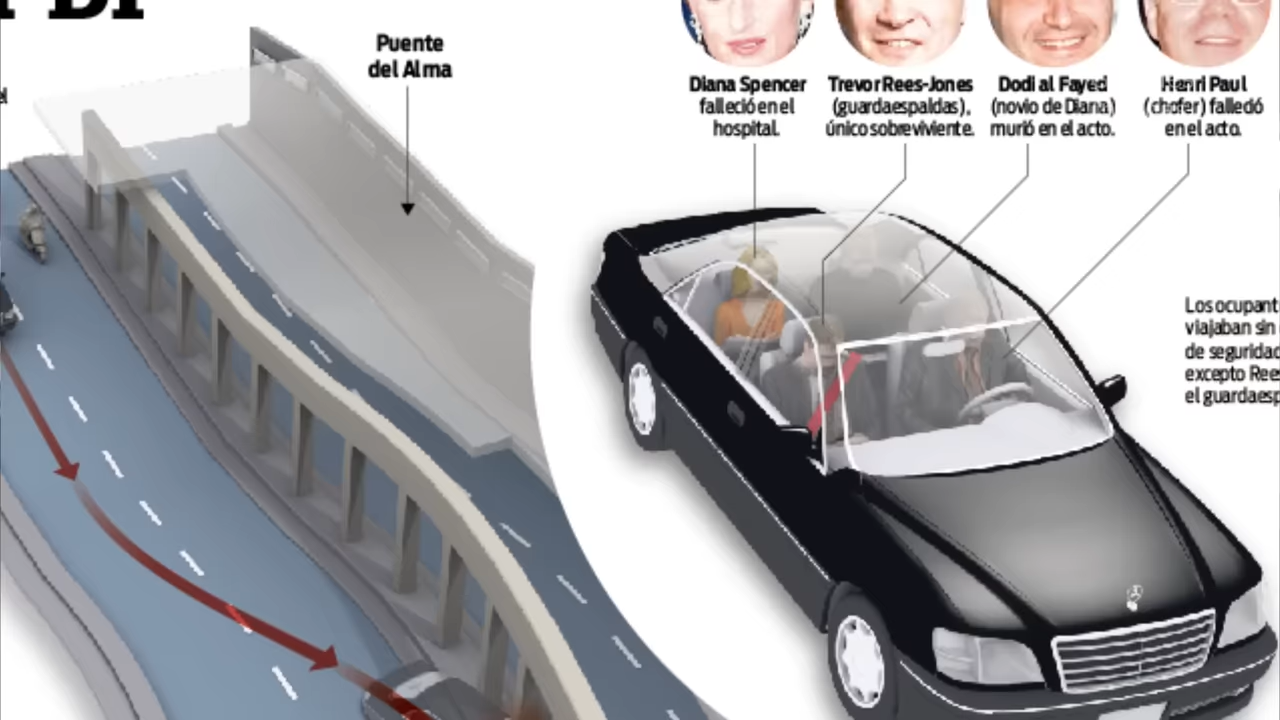 Puente
del Alma
Diana Spencer
falleció en el
hospital.
Trevor Rees-Jones
(guardaespaldas),
único sobreviviente.
Dodi al Fayed
(novio de Diana)
murió en el acto.
Henri Paul
(chofer) falleció
en el acto.
Los ocupant
viajaban sin
de seguridad
excepto Rees
el guardaesp